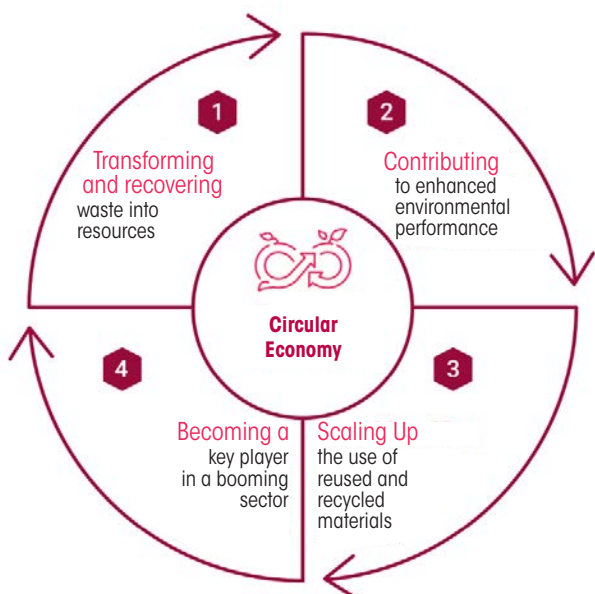 1
Transforming
and recovering
waste into
resources
2
Contributing
to enhanced
environmental
performance
Circular
Economy
3
Scaling Up
the use of
reused and
recycled
materials
4
Becoming a
key player
in a booming
sector